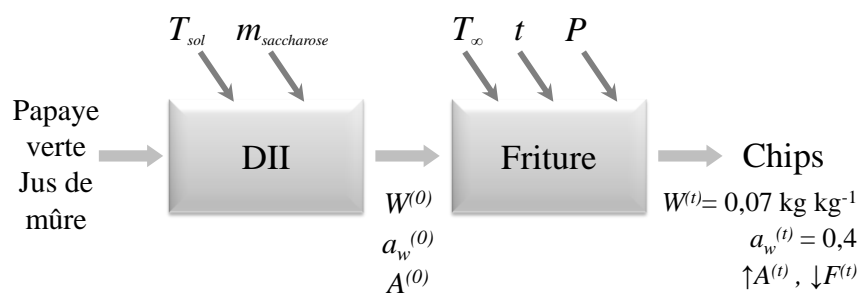 T_sol m_saccharose T_∞ t P
Papaye
verte
Jus de
mûre
DII
Friture
Chips
W^(0)
a_w^(0)
A^(0)
W^(t)= 0,07 kg kg^-1
a_w^(t) = 0,4
↑A^(t) , ↓F^(t)